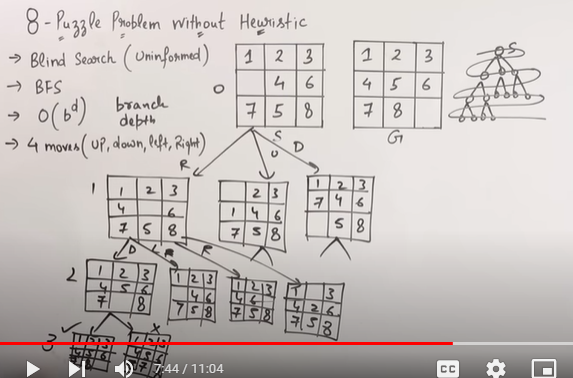 8-Puzzle Problem Without Heuristic
→ Blind Search (Uninformed)
→ BFS
→ O(b^d) branch depth
→ 4 moves (UP, down, left, Right)
0
1 2 3
4 6
7 5 8
S
1 2 3
4 5 6
7 8
G
S
R U D
1
1 2 3
4 6
7 5 8
2 3
1 4 6
7 5 8
1 2 3
7 4 6
5 8
D L R
2
1 2 3
4 5 6
7 8
1 2 3
4 6
7 5 8
1 2 3
4 6
7 5 8
1 3
4 2 6
7 5 8
3
7:44 / 11:04
CC